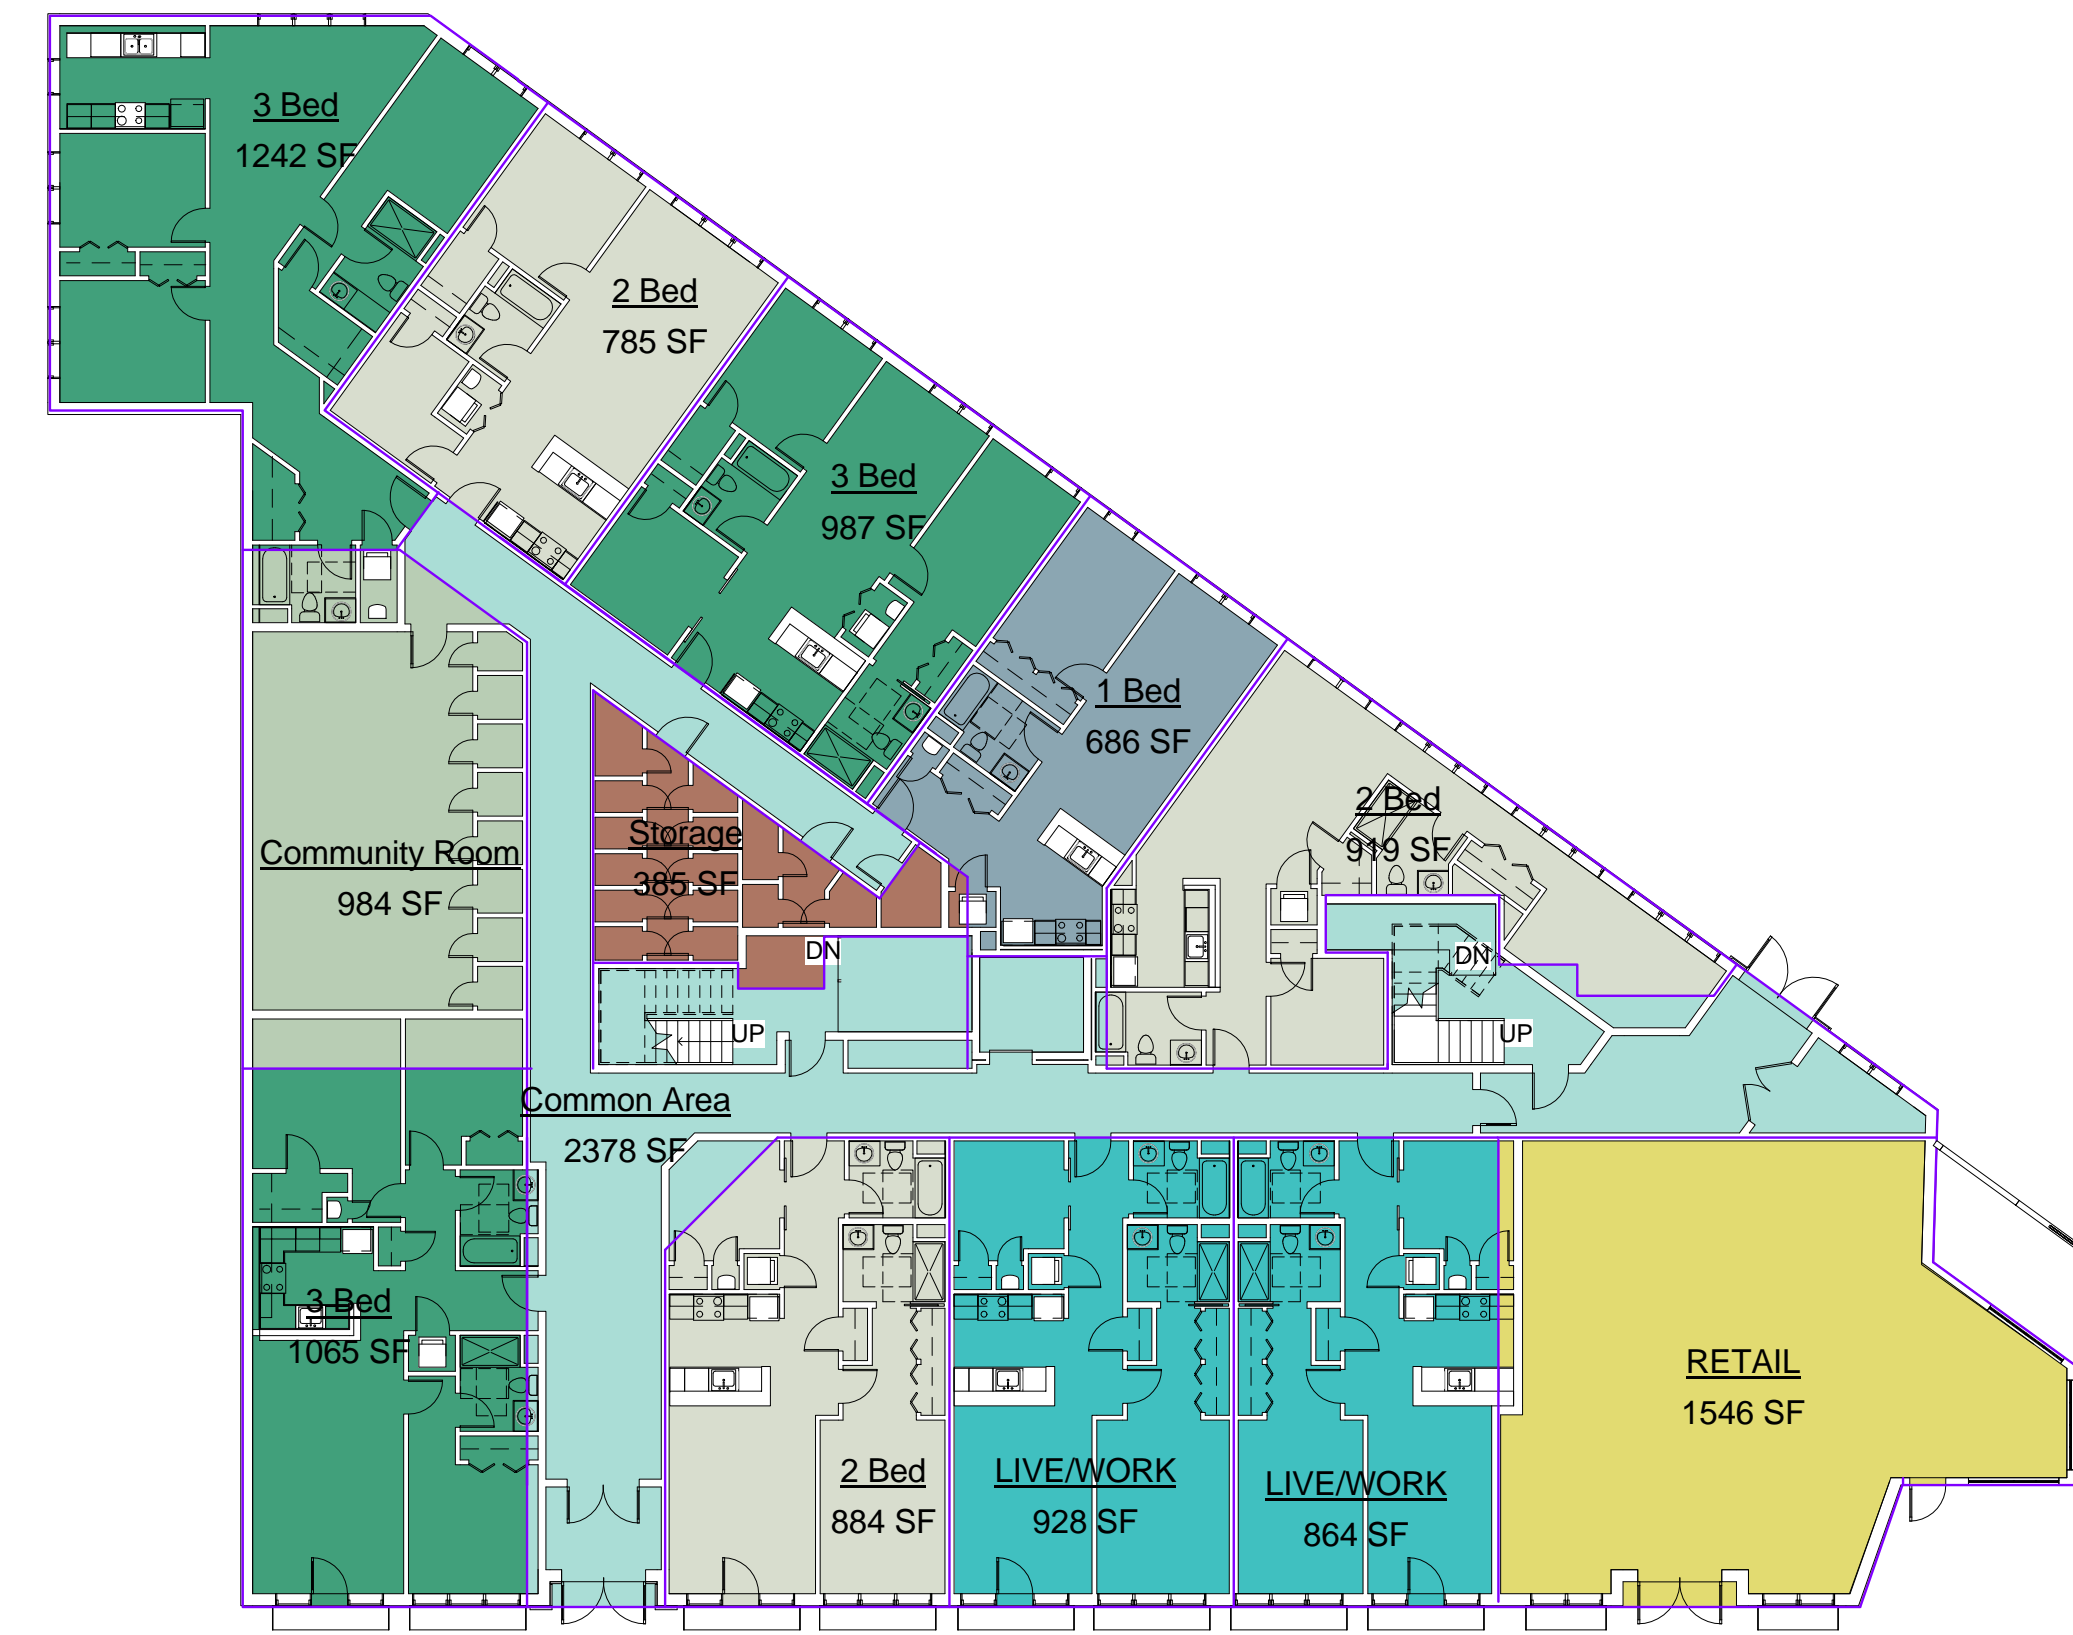 3 Bed
1242 SF
2 Bed
785 SF
3 Bed
987 SF
1 Bed
686 SF
2 Bed
919 SF
Storage
385 SF
Community Room
984 SF
DN
DN
UP
UP
Common Area
2378 SF
3 Bed
1065 SF
2 Bed
884 SF
LIVE/WORK
928 SF
LIVE/WORK
864 SF
RETAIL
1546 SF